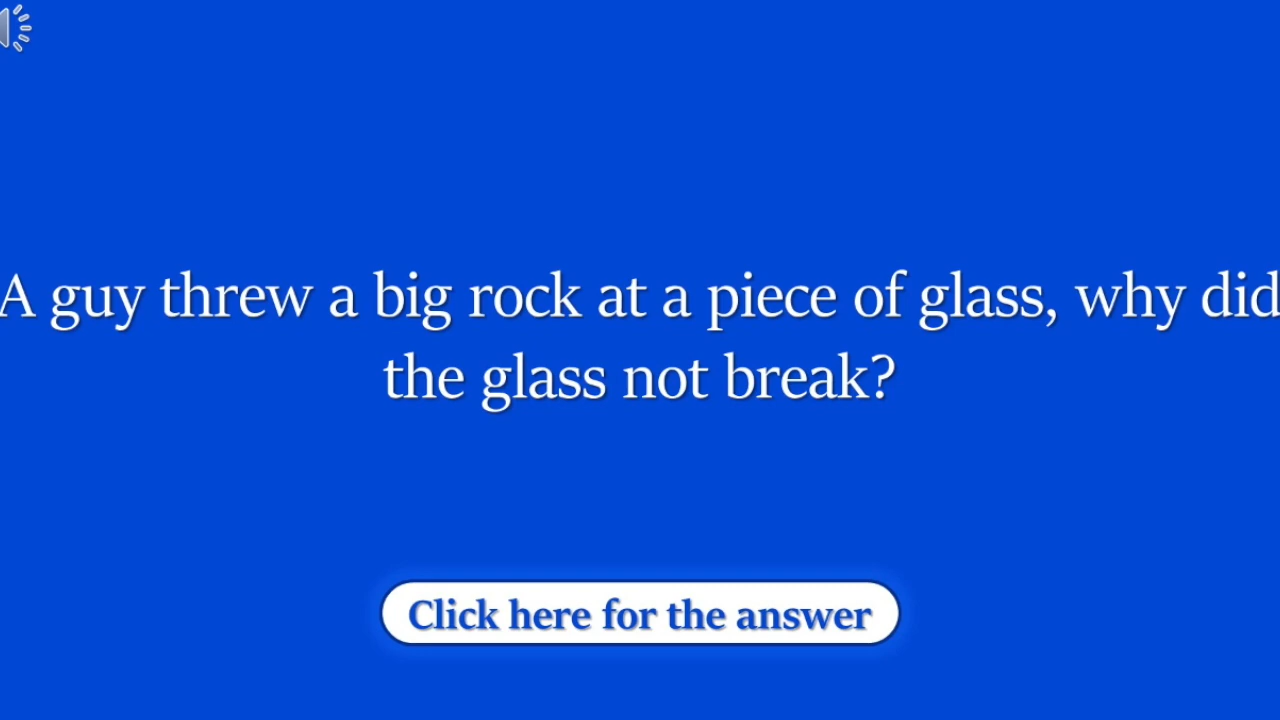 A guy threw a big rock at a piece of glass, why did
the glass not break?
Click here for the answer